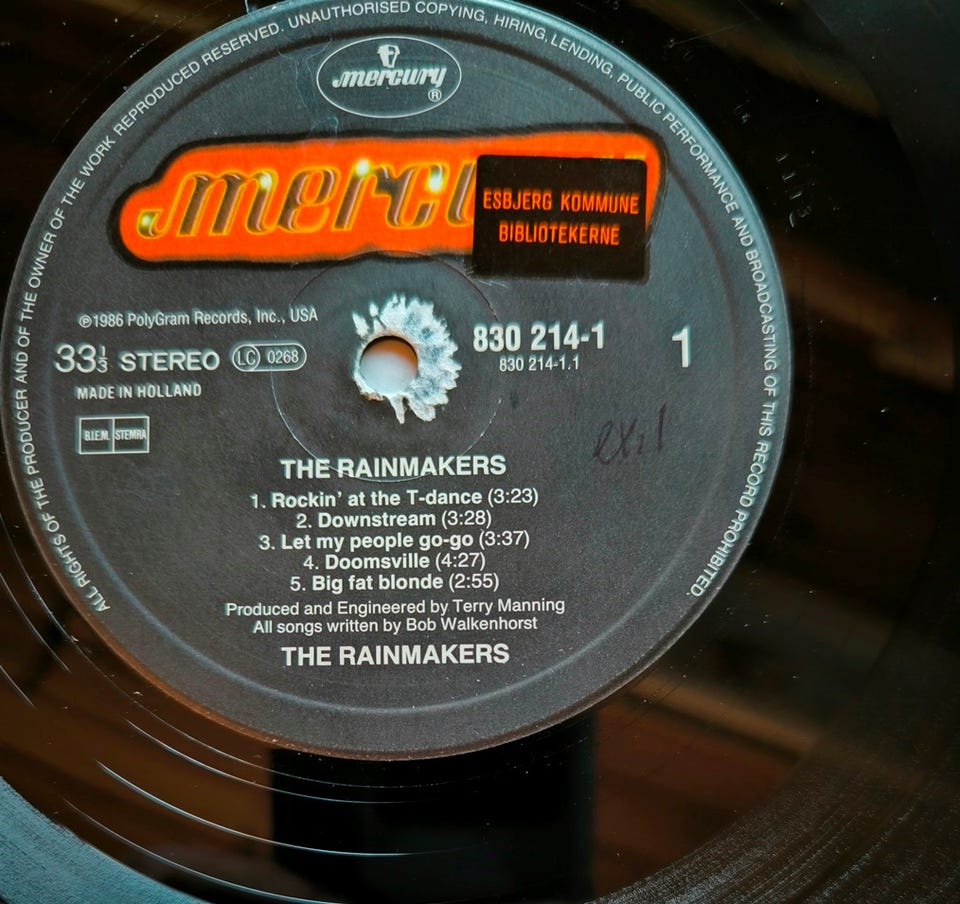 ALL RIGHTS OF THE PRODUCER AND OF THE OWNER OF THE WORK REPRODUCED RESERVED. UNAUTHORISED COPYING, HIRING, LENDING, PUBLIC PERFORMANCE AND BROADCASTING OF THIS RECORD PROHIBITED.
mercury ®
mercu
ESBJERG KOMMUNE
BIBLIOTEKERNE
℗1986 PolyGram Records, Inc., USA
33⅓ STEREO LC 0268
MADE IN HOLLAND
B.I.E.M. STEMRA
830 214-1
830 214-1.1
1
THE RAINMAKERS
1. Rockin' at the T-dance (3:23)
2. Downstream (3:28)
3. Let my people go-go (3:37)
4. Doomsville (4:27)
5. Big fat blonde (2:55)
Produced and Engineered by Terry Manning
All songs written by Bob Walkenhorst
THE RAINMAKERS